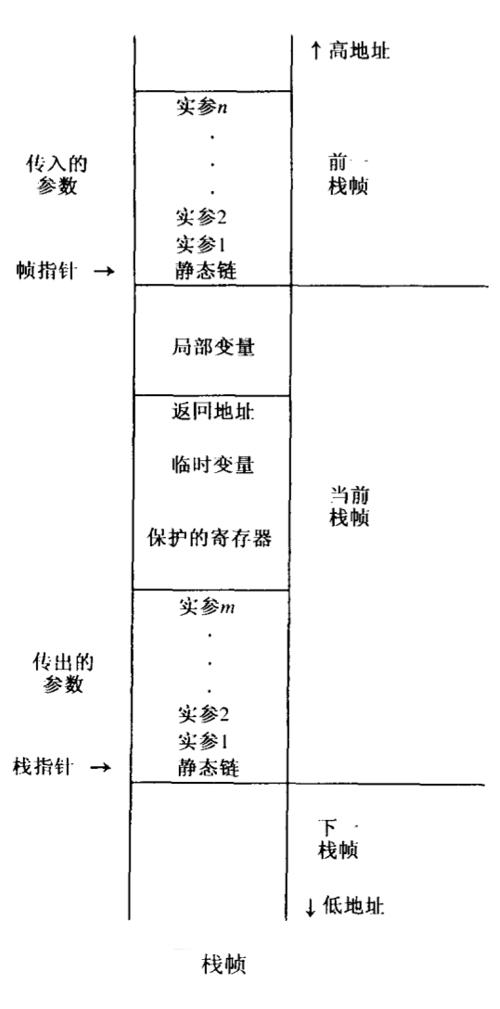 ↑ 高地址
实参n
.
.
.
传入的
参数
前一
栈帧
实参2
实参1
帧指针 →
静态链
局部变量
返回地址
临时变量
当前
栈帧
保护的寄存器
实参m
.
.
.
传出的
参数
实参2
实参1
栈指针 →
静态链
下一
栈帧
↓ 低地址
栈帧